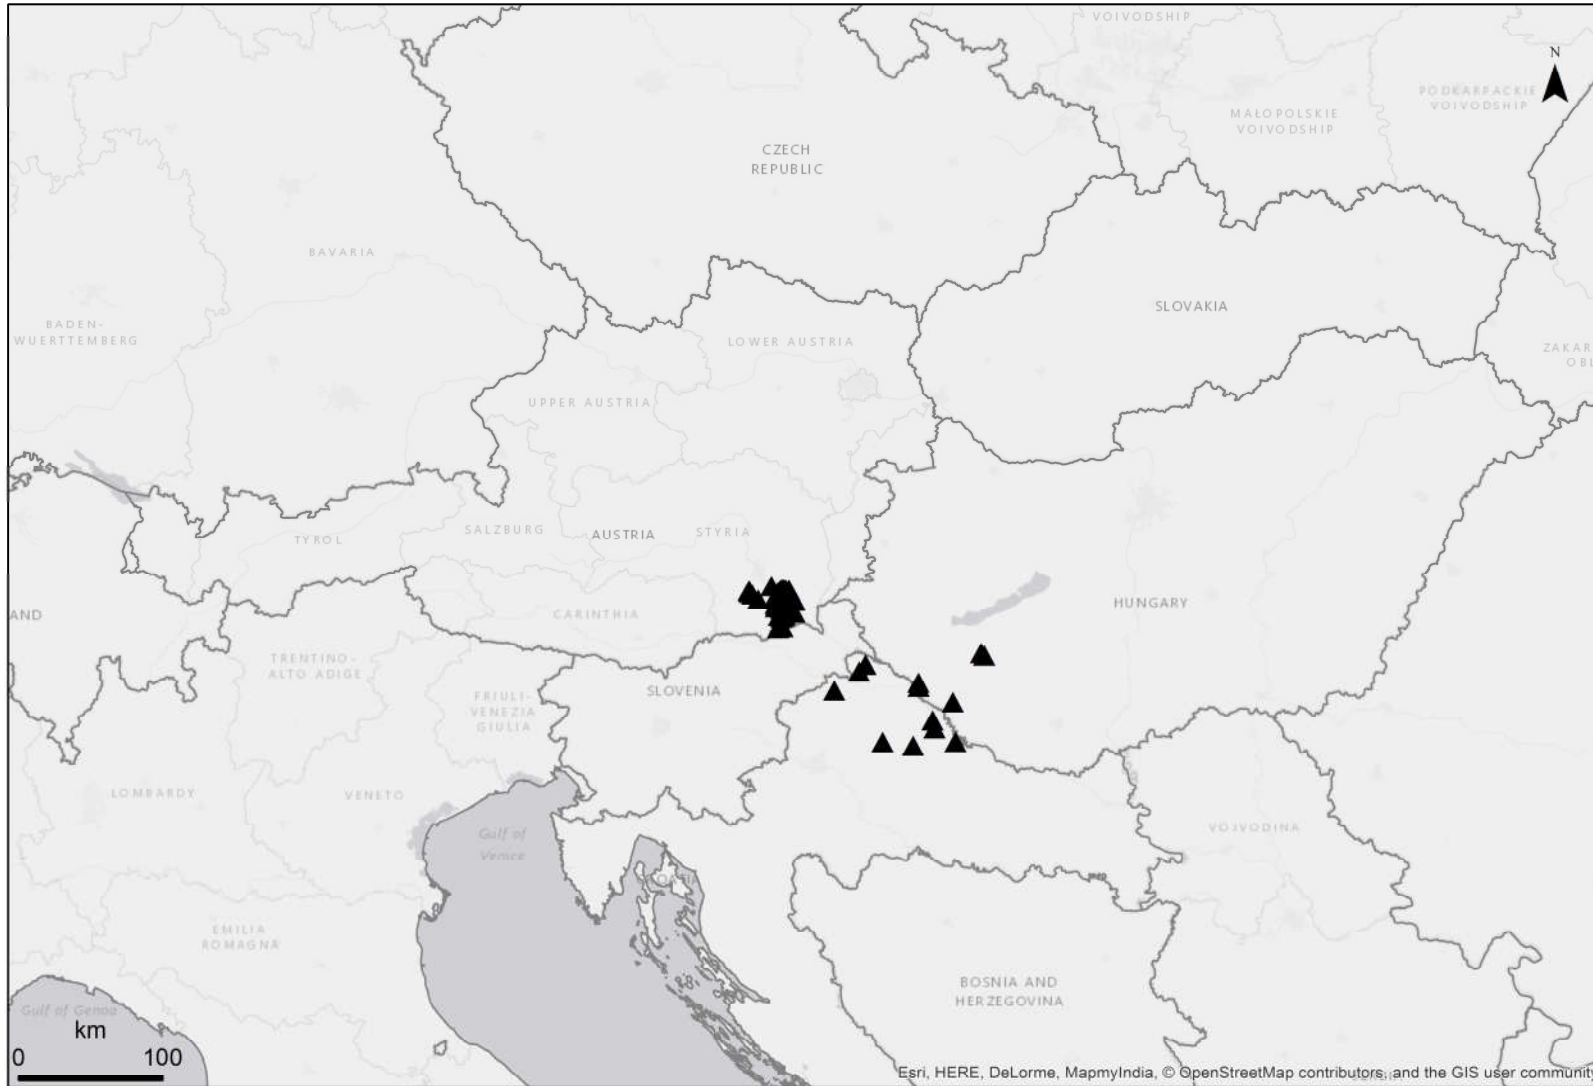 VOIVODSHIP
N
PODKARPACKIE
VOIVODSHIP
MAŁOPOLSKIE
VOIVODSHIP
CZECH
REPUBLIC
BAVARIA
SLOVAKIA
BADEN-
WUERTTEMBERG
LOWER AUSTRIA
ZAKAR
OBL
UPPER AUSTRIA
SALZBURG
AUSTRIA
STYRIA
TYROL
HUNGARY
AND
CARINTHIA
TRENTINO-
ALTO ADIGE
SLOVENIA
FRIULI-
VENEZIA
GIULIA
LOMBARDY
VENETO
Gulf of
Venice
VOJVODINA
EMILIA
ROMAGNA
BOSNIA AND
HERZEGOVINA
Gulf of Genoa
km
0 100
Esri, HERE, DeLorme, MapmyIndia, © OpenStreetMap contributors, and the GIS user community